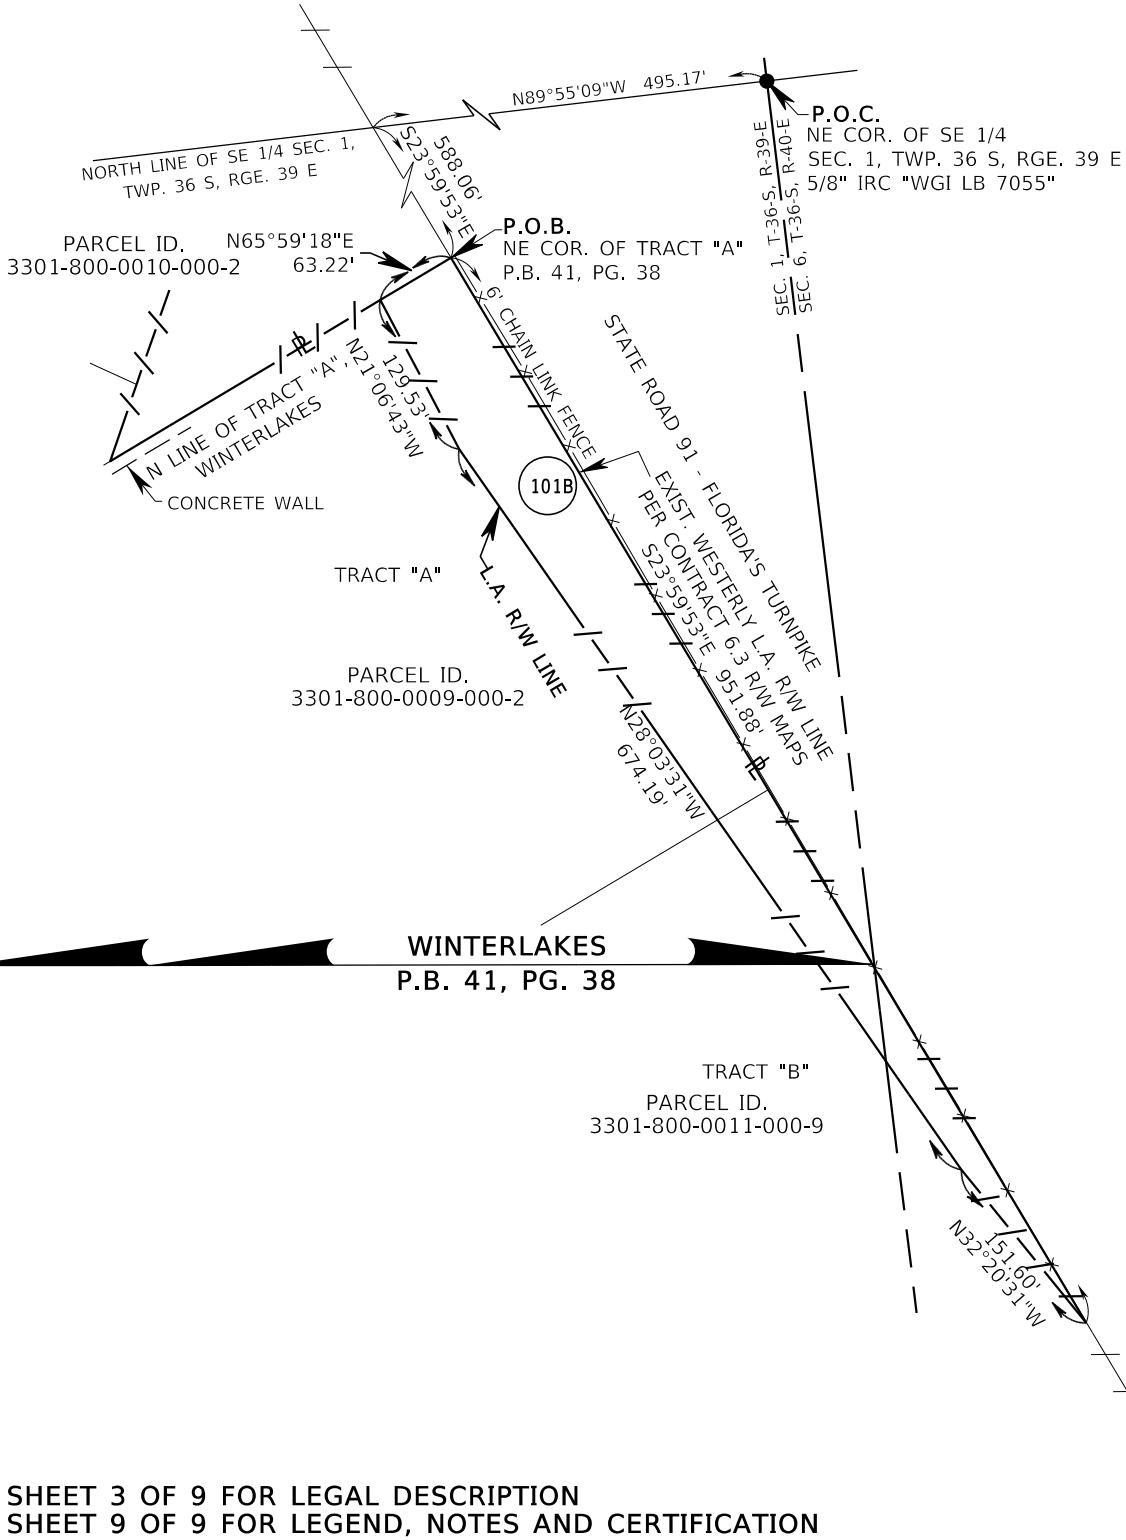 N89°55'09"W 495.17'
P.O.C.
NE COR. OF SE 1/4
SEC. 1, TWP. 36 S, RGE. 39 E
5/8" IRC "WGI LB 7055"
NORTH LINE OF SE 1/4 SEC. 1,
TWP. 36 S, RGE. 39 E
588.06'
S23°59'53"E
SEC. 1, T-36-S, R-39-E
SEC. 6, T-36-S, R-40-E
P.O.B.
NE COR. OF TRACT "A"
P.B. 41, PG. 38
PARCEL ID.
3301-800-0010-000-2
N65°59'18"E
63.22'
6' CHAIN LINK FENCE
STATE ROAD 91 - FLORIDA'S TURNPIKE
PL
129.53'
N21°06'43"W
N LINE OF TRACT "A",
WINTERLAKES
CONCRETE WALL
101B
EXIST. WESTERLY L.A. R/W LINE
PER CONTRACT 6.3 R/W MAPS
S23°59'53"E 951.88'
TRACT "A"
L.A. R/W LINE
PARCEL ID.
3301-800-0009-000-2
N28°03'31"W
674.19'
PL
WINTERLAKES
P.B. 41, PG. 38
TRACT "B"
PARCEL ID.
3301-800-0011-000-9
151.60'
N32°20'31"W
SHEET 3 OF 9 FOR LEGAL DESCRIPTION
SHEET 9 OF 9 FOR LEGEND, NOTES AND CERTIFICATION